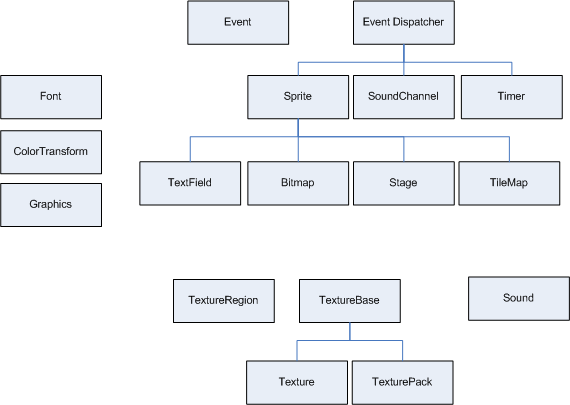 Event
Event Dispatcher
Font
Sprite
SoundChannel
Timer
ColorTransform
TextField
Bitmap
Stage
TileMap
Graphics
TextureRegion
TextureBase
Sound
Texture
TexturePack